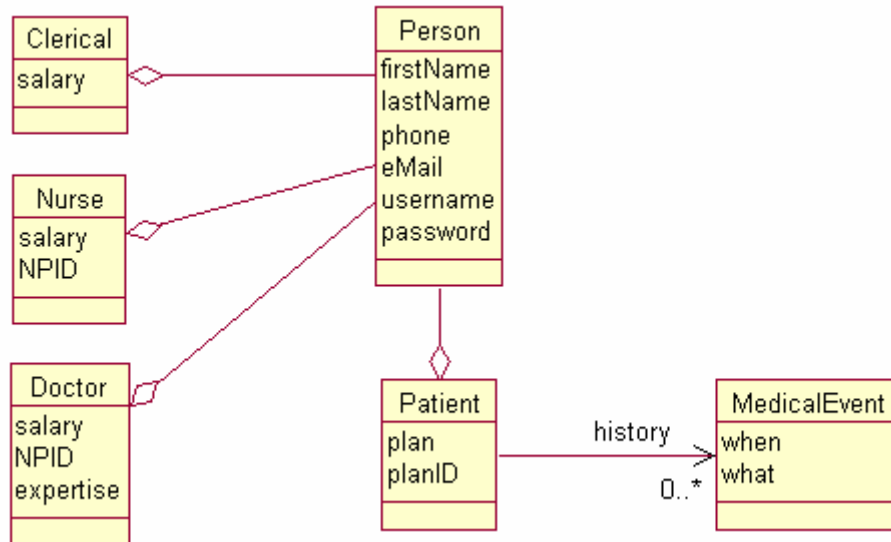 Clerical
salary
Person
firstName
lastName
phone
eMail
username
password
Nurse
salary
NPID
Doctor
salary
NPID
expertise
Patient
plan
planID
history
0..*
MedicalEvent
when
what